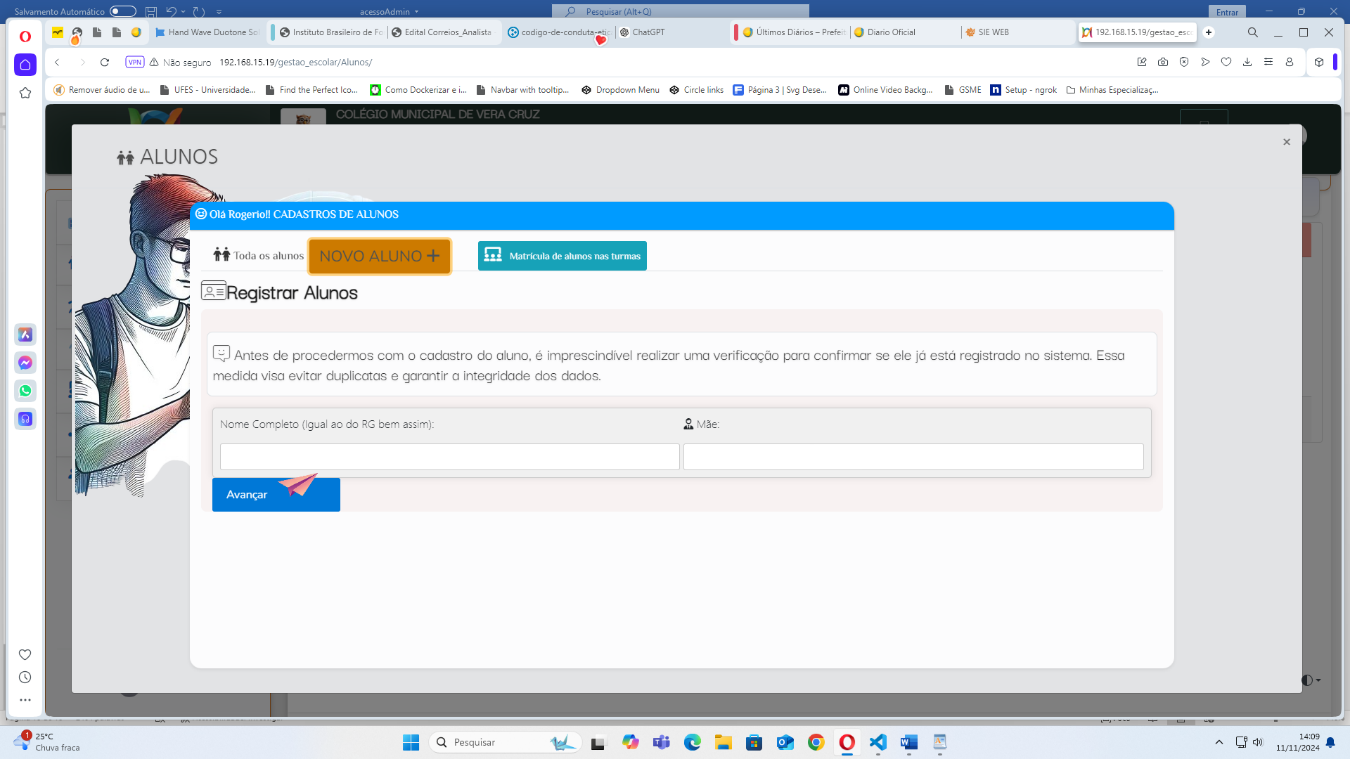 Salvamento Automático
acessoAdmin
Pesquisar (Alt+Q)
Entrar
Hand Wave Duotone So
Instituto Brasileiro de Fo
Edital Correios_Analista
codigo-de-conduta-etic
ChatGPT
Últimos Diários – Prefeit
Diario Oficial
SIE WEB
192.168.15.19/gestao_esco
VPN
Não seguro
192.168.15.19/gestao_escolar/Alunos/
Remover áudio de u...
UFES - Universidade...
Find the Perfect Ico...
Como Dockerizar e i...
Navbar with tooltip...
Dropdown Menu
Circle links
Página 3 | Svg Dese...
Online Video Backg...
GSME
Setup - ngrok
Minhas Especializaç...
COLÉGIO MUNICIPAL DE VERA CRUZ
ALUNOS
×
Olá Rogerio!! CADASTROS DE ALUNOS
Toda os alunos
NOVO ALUNO +
Matrícula de alunos nas turmas
Registrar Alunos
Antes de procedermos com o cadastro do aluno, é imprescindível realizar uma verificação para confirmar se ele já está registrado no sistema. Essa
medida visa evitar duplicatas e garantir a integridade dos dados.
Nome Completo (Igual ao do RG bem assim):
Mãe:
Avançar
1
25°C
Chuva fraca
Pesquisar
14:09
11/11/2024